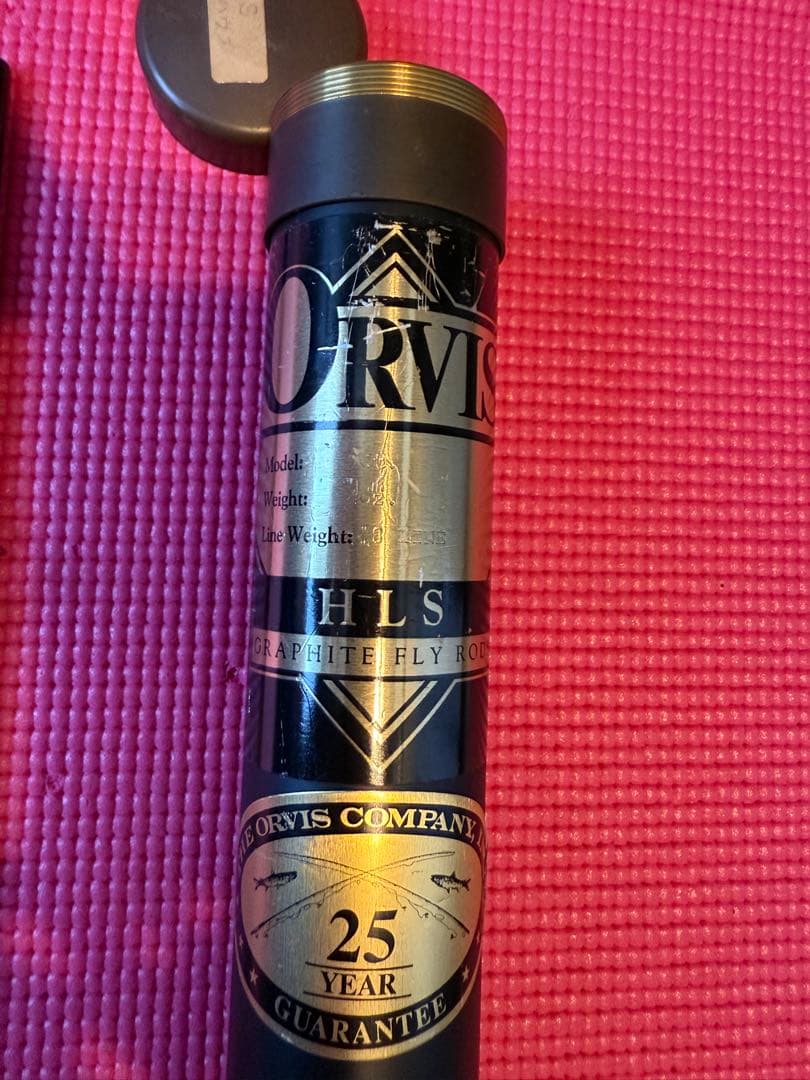 ORVIS
Model:
Weight:
Line Weight:
HLS
GRAPHITE FLY ROD
THE ORVIS COMPANY,
25
YEAR
GUARANTEE